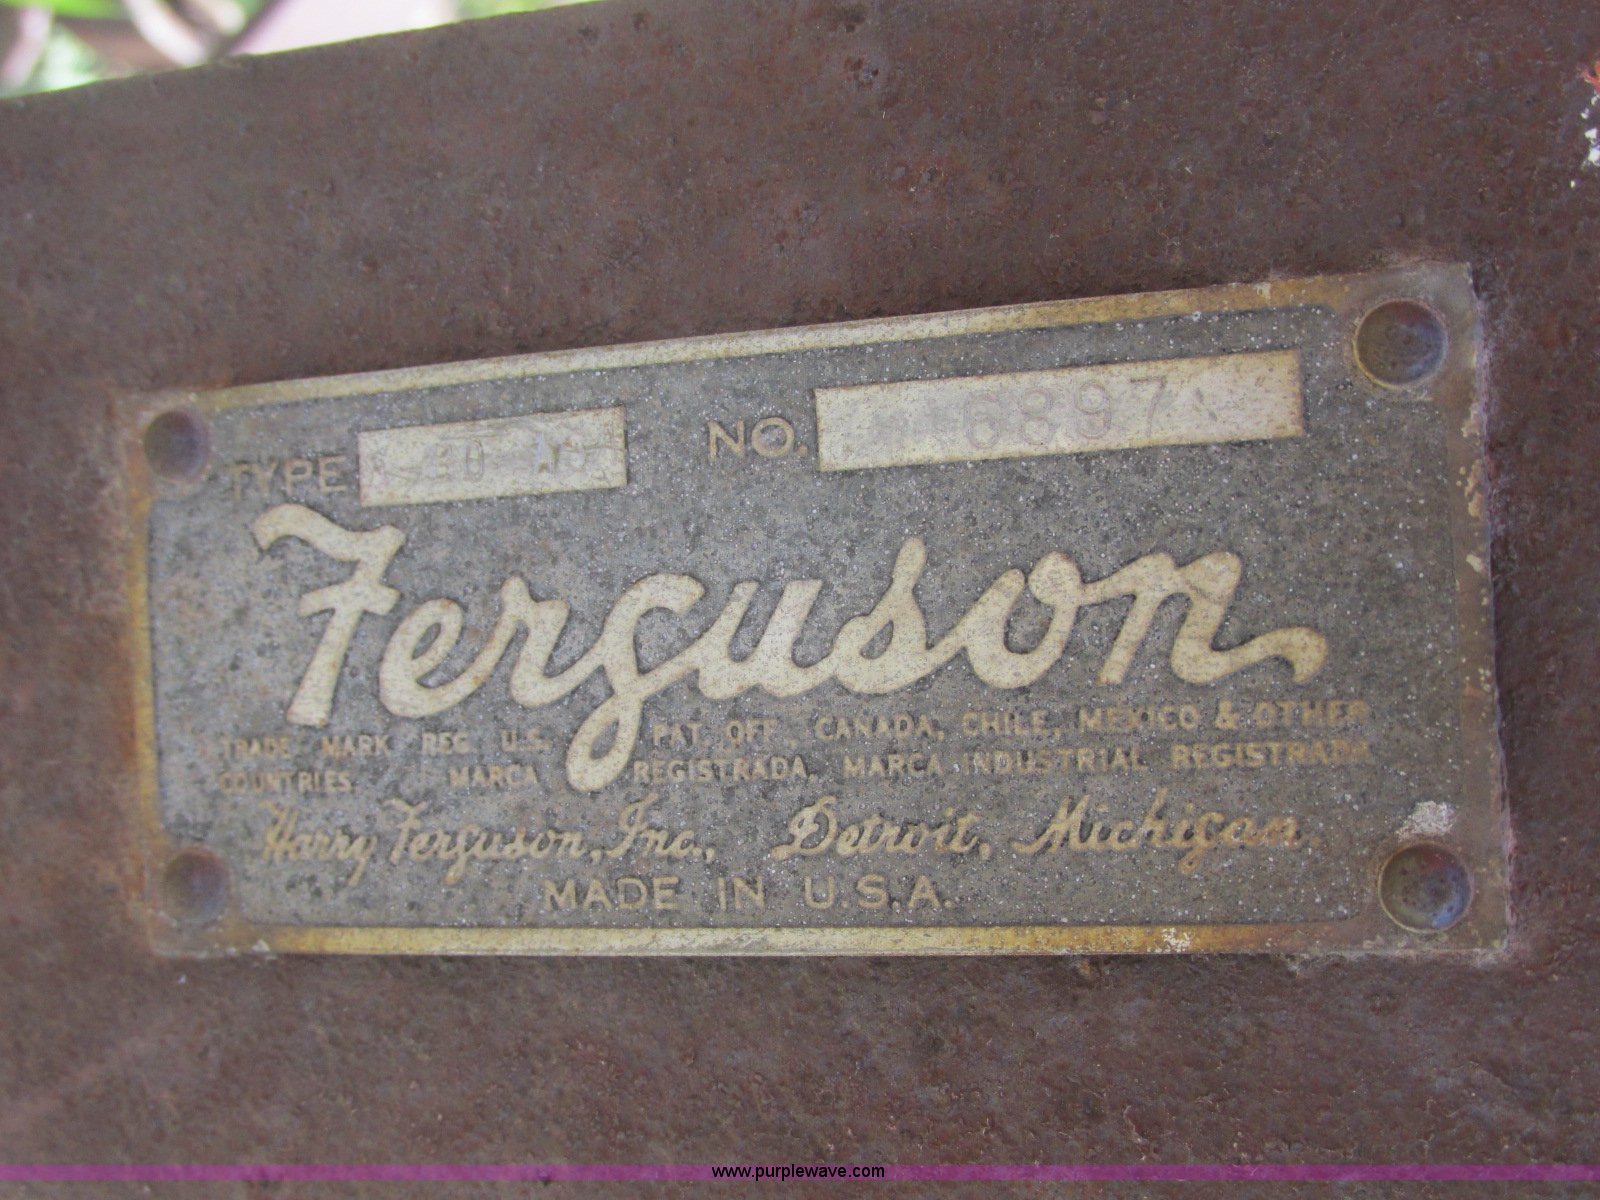 TYPE NO. 6897
Ferguson
TRADE MARK REG. U.S. PAT. OFF., CANADA, CHILE, MEXICO & OTHER
COUNTRIES. MARCA REGISTRADA. MARCA INDUSTRIAL REGISTRADA
Harry Ferguson, Inc., Detroit, Michigan.
MADE IN U.S.A.
www.purplewave.com